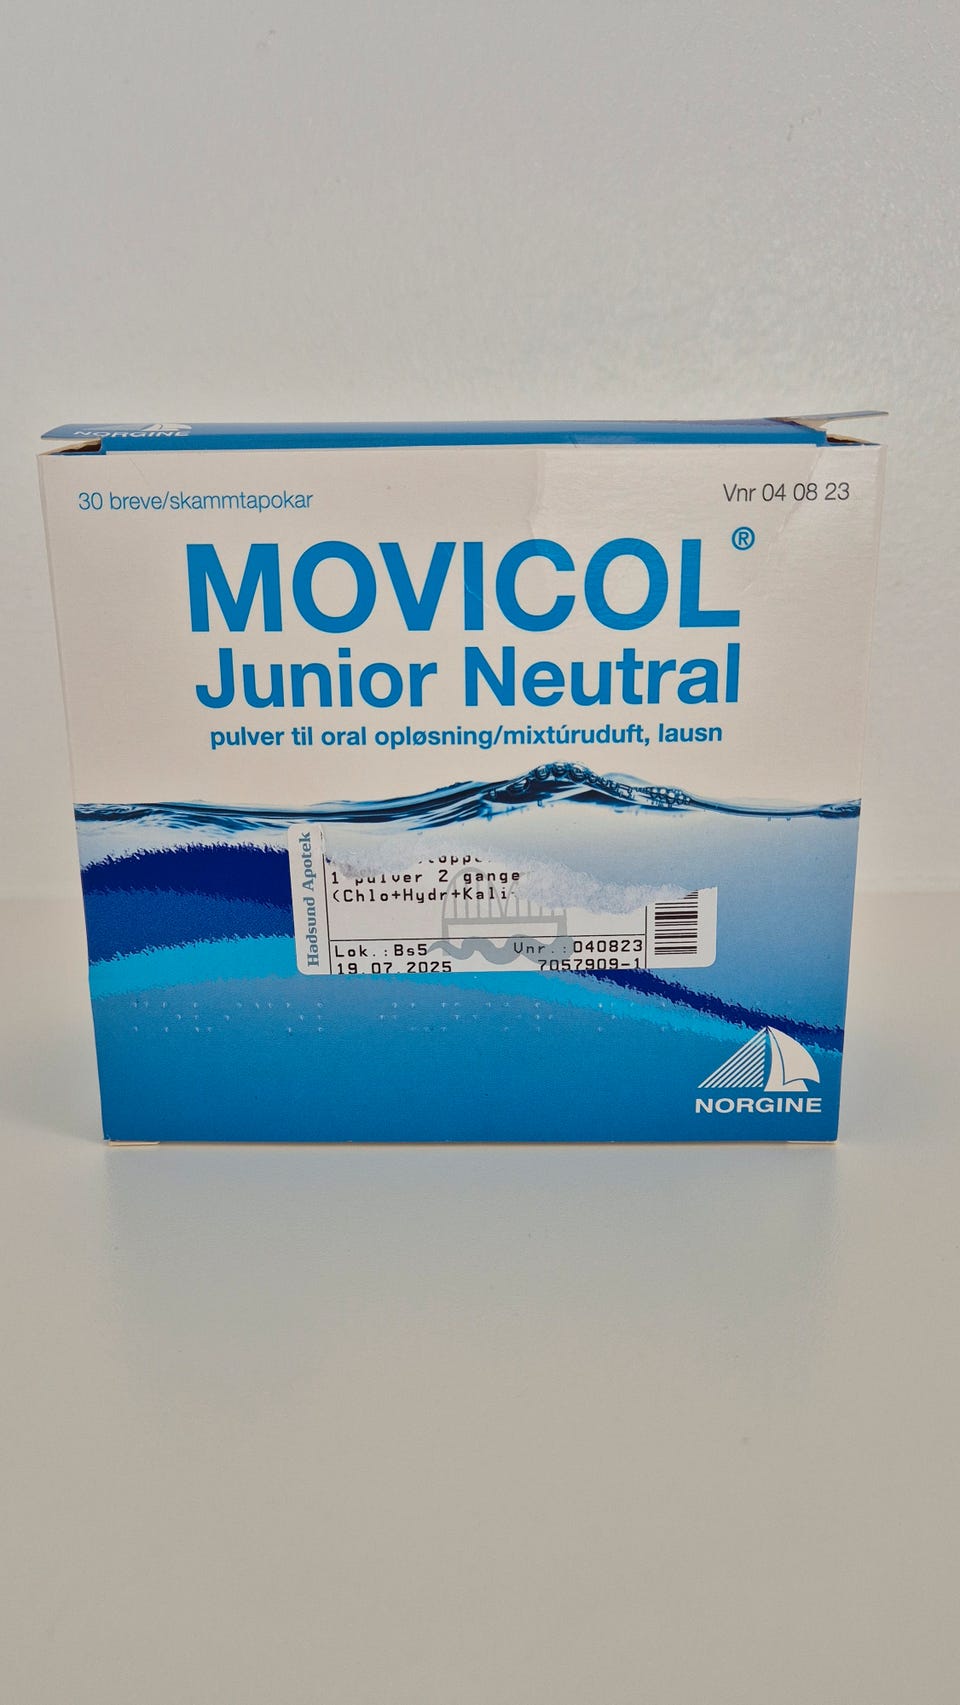 NORGINE
30 breve/skammtapokar
Vnr 04 08 23
MOVICOL®
Junior Neutral
pulver til oral opløsning/mixtúruduft, lausn
Hadsund Apotek
1 pulver 2 gange
(Chlo+Hydr+Kali
Lok.:Bs5 Vnr.:040823
19.07.2025 7057909-1
NORGINE